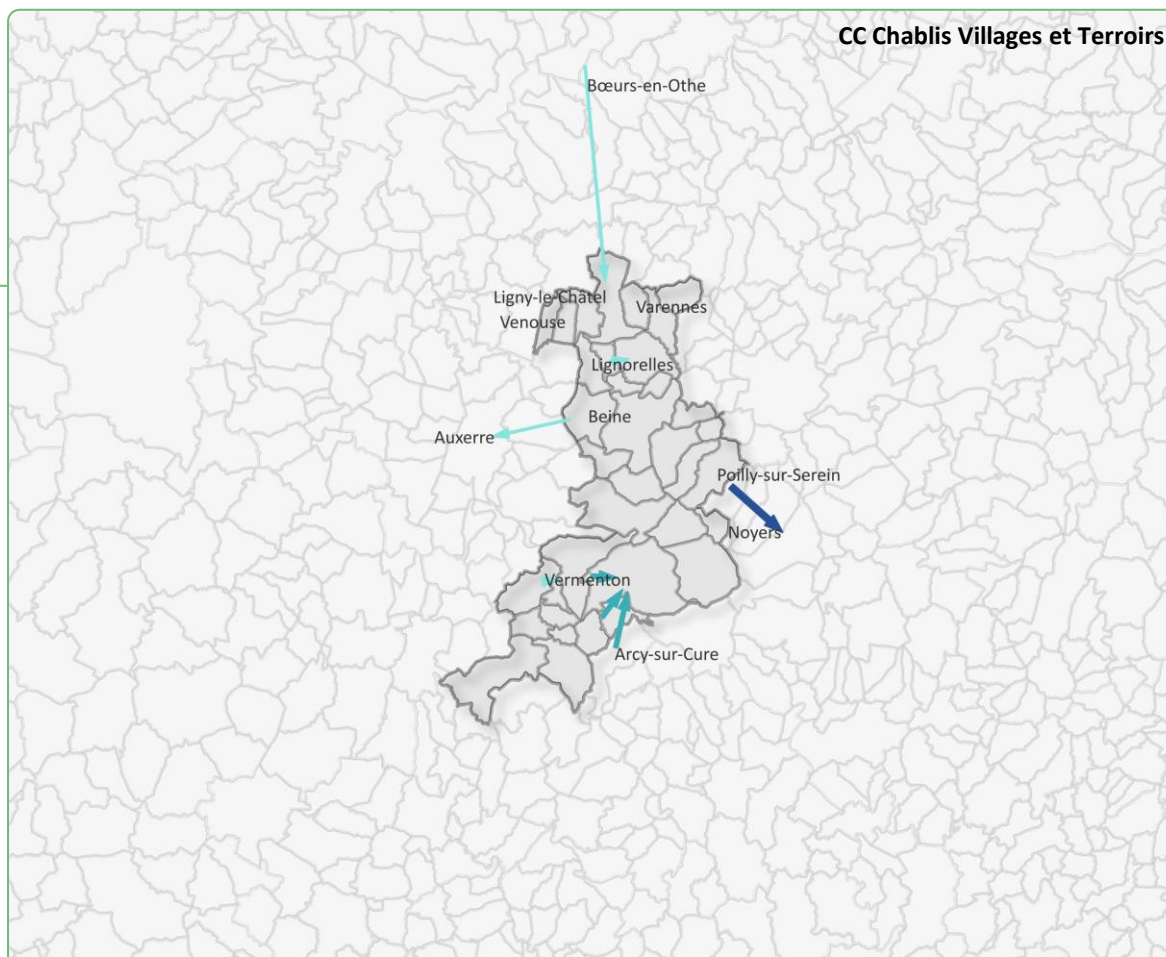 CC Chablis Villages et Terroirs
Bœurs-en-Othe
Ligny-le-Châtel
Varennes
Venouse
Lignorelles
Beine
Auxerre
Poilly-sur-Serein
Noyers
Vermenton
Arcy-sur-Cure